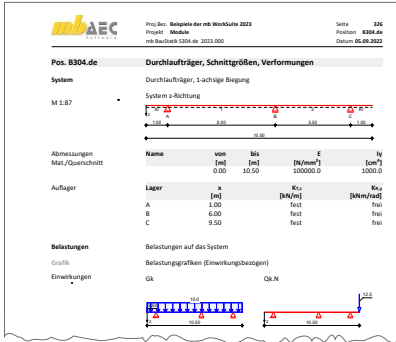 mb AEC
Software
Proj.Bez. Beispiele der mb WorkSuite 2023
Projekt Module
mb BauStatik S304.de 2023.000
Seite 326
Position B304.de
Datum 05.09.2022
Pos. B304.de Durchlaufträger, Schnittgrößen, Verformungen
System Durchlaufträger, 1-achsige Biegung
System z-Richtung
M 1:87
1
A B C
1.00 5.00 3.50 1.00
10.50
Abmessungen
Mat./Querschnitt
Name von bis E Iy
[m] [m] [N/mm²] [cm⁴]
0.00 10.50 100000.0 1000.0
Auflager Lager x KT,z KR,y
[m] [kN/m] [kNm/rad]
A 1.00 fest frei
B 6.00 fest frei
C 9.50 fest frei
Belastungen Belastungen auf das System
Grafik Belastungsgrafiken (Einwirkungsbezogen)
Einwirkungen Gk Qk.N
10.0 12.5
z 10.50 z 10.50